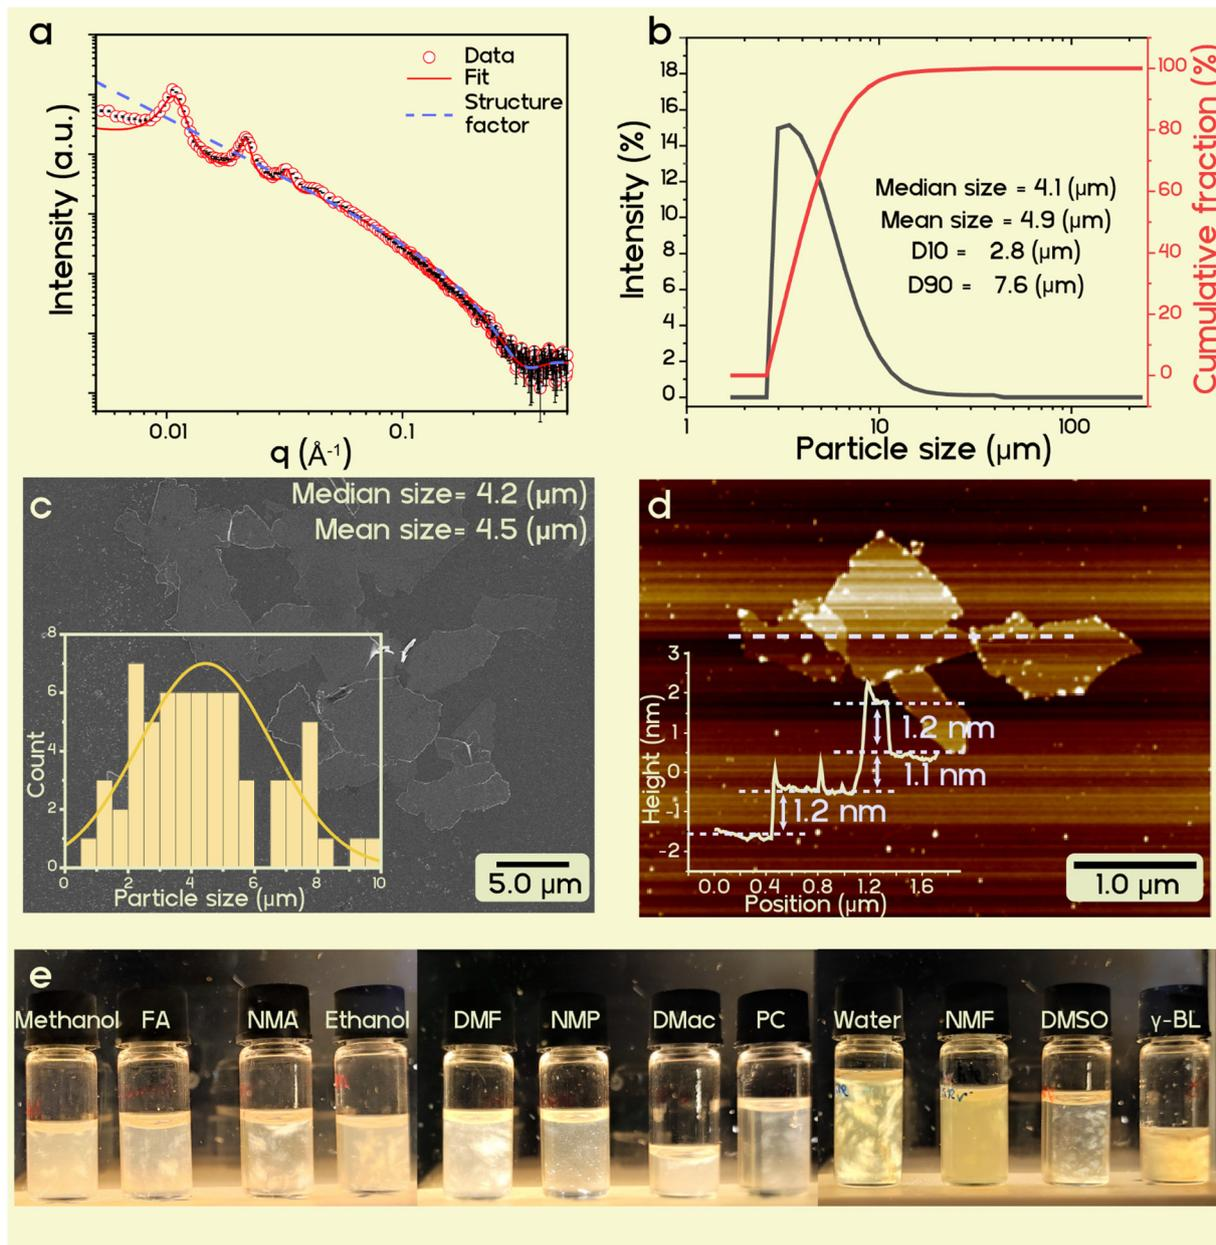 a
Data
Fit
Structure
factor
Intensity (a.u.)
0.01
0.1
q (Å⁻¹)
b
18
16
14
12
10
8
6
4
2
0
Intensity (%)
100
80
60
40
20
0
Cumulative fraction (%)
Median size = 4.1 (µm)
Mean size = 4.9 (µm)
D10 = 2.8 (µm)
D90 = 7.6 (µm)
1
10
100
Particle size (µm)
c
Median size= 4.2 (µm)
Mean size= 4.5 (µm)
8
6
4
2
0
Count
0 2 4 6 8 10
Particle size (µm)
5.0 µm
d
3
2
1
0
-1
-2
Height (nm)
1.2 nm
1.1 nm
1.2 nm
0.0 0.4 0.8 1.2 1.6
Position (µm)
1.0 µm
e
Methanol FA NMA Ethanol DMF NMP DMac PC Water NMF DMSO γ-BL